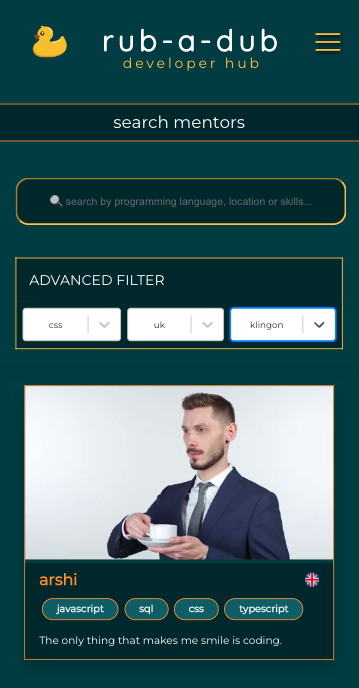 rub-a-dub
developer hub
search mentors
search by programming language, location or skills...
ADVANCED FILTER
css uk klingon
arshi
javascript sql css typescript
The only thing that makes me smile is coding.